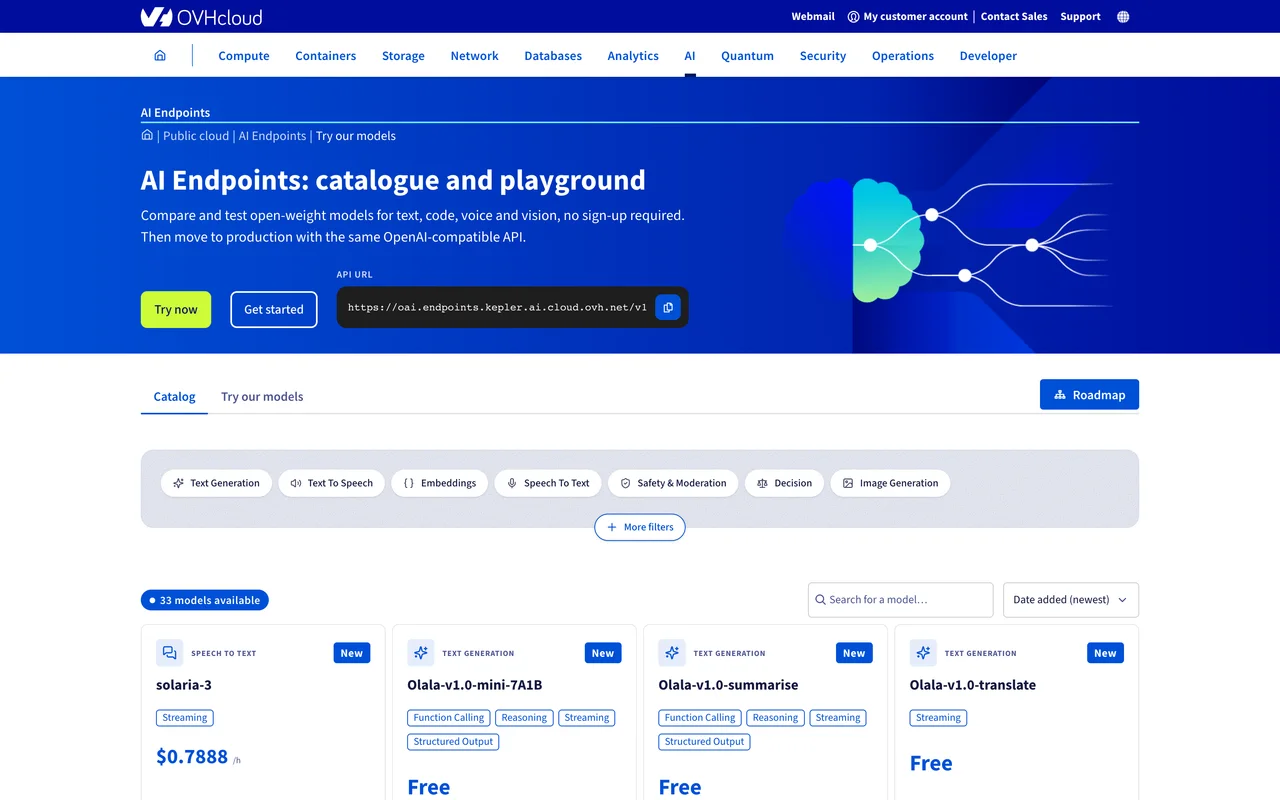 OVHcloud
Webmail My customer account | Contact Sales Support
Compute Containers Storage Network Databases Analytics AI Quantum Security Operations Developer
AI Endpoints
| Public cloud | AI Endpoints | Try our models
AI Endpoints: catalogue and playground
Compare and test open-weight models for text, code, voice and vision, no sign-up required.
Then move to production with the same OpenAI-compatible API.
API URL
Try now Get started https://oai.endpoints.kepler.ai.cloud.ovh.net/v1
Catalog Try our models Roadmap
Text Generation Text To Speech Embeddings Speech To Text Safety & Moderation Decision Image Generation
More filters
33 models available Search for a model... Date added (newest)
SPEECH TO TEXT New
solaria-3
Streaming
$0.7888 /h
TEXT GENERATION New
Olala-v1.0-mini-7A1B
Function Calling Reasoning Streaming
Structured Output
Free
TEXT GENERATION New
Olala-v1.0-summarise
Function Calling Reasoning Streaming
Structured Output
Free
TEXT GENERATION New
Olala-v1.0-translate
Streaming
Free